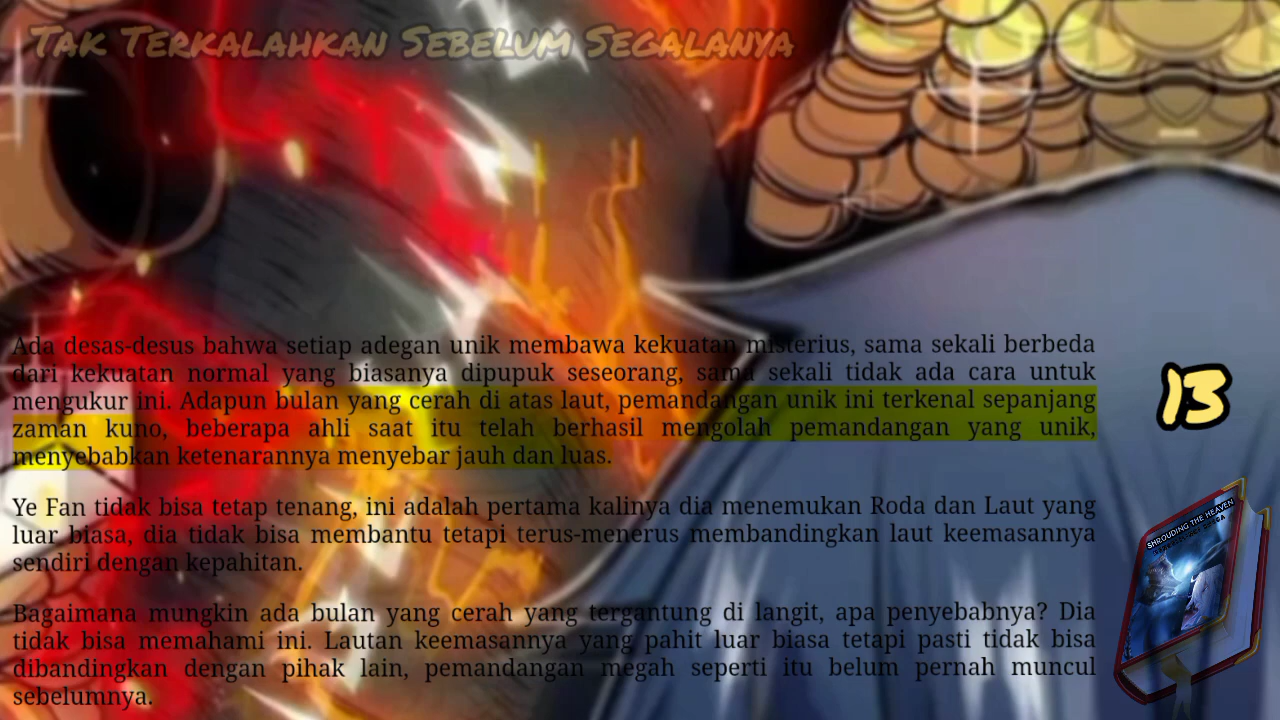 Tak Terkalahkan Sebelum Segalanya
Ada desas-desus bahwa setiap adegan unik membawa kekuatan misterius, sama sekali berbeda
dari kekuatan normal yang biasanya dipupuk seseorang, sama sekali tidak ada cara untuk
mengukur ini. Adapun bulan yang cerah di atas laut, pemandangan unik ini terkenal sepanjang
zaman kuno, beberapa ahli saat itu telah berhasil mengolah pemandangan yang unik,
menyebabkan ketenarannya menyebar jauh dan luas.
13
Ye Fan tidak bisa tetap tenang, ini adalah pertama kalinya dia menemukan Roda dan Laut yang
luar biasa, dia tidak bisa membantu tetapi terus-menerus membandingkan laut keemasannya
sendiri dengan kepahitan.
Bagaimana mungkin ada bulan yang cerah yang tergantung di langit, apa penyebabnya? Dia
tidak bisa memahami ini. Lautan keemasannya yang pahit luar biasa tetapi pasti tidak bisa
dibandingkan dengan pihak lain, pemandangan megah seperti itu belum pernah muncul
sebelumnya.
SHROUDING THE HEAVEN